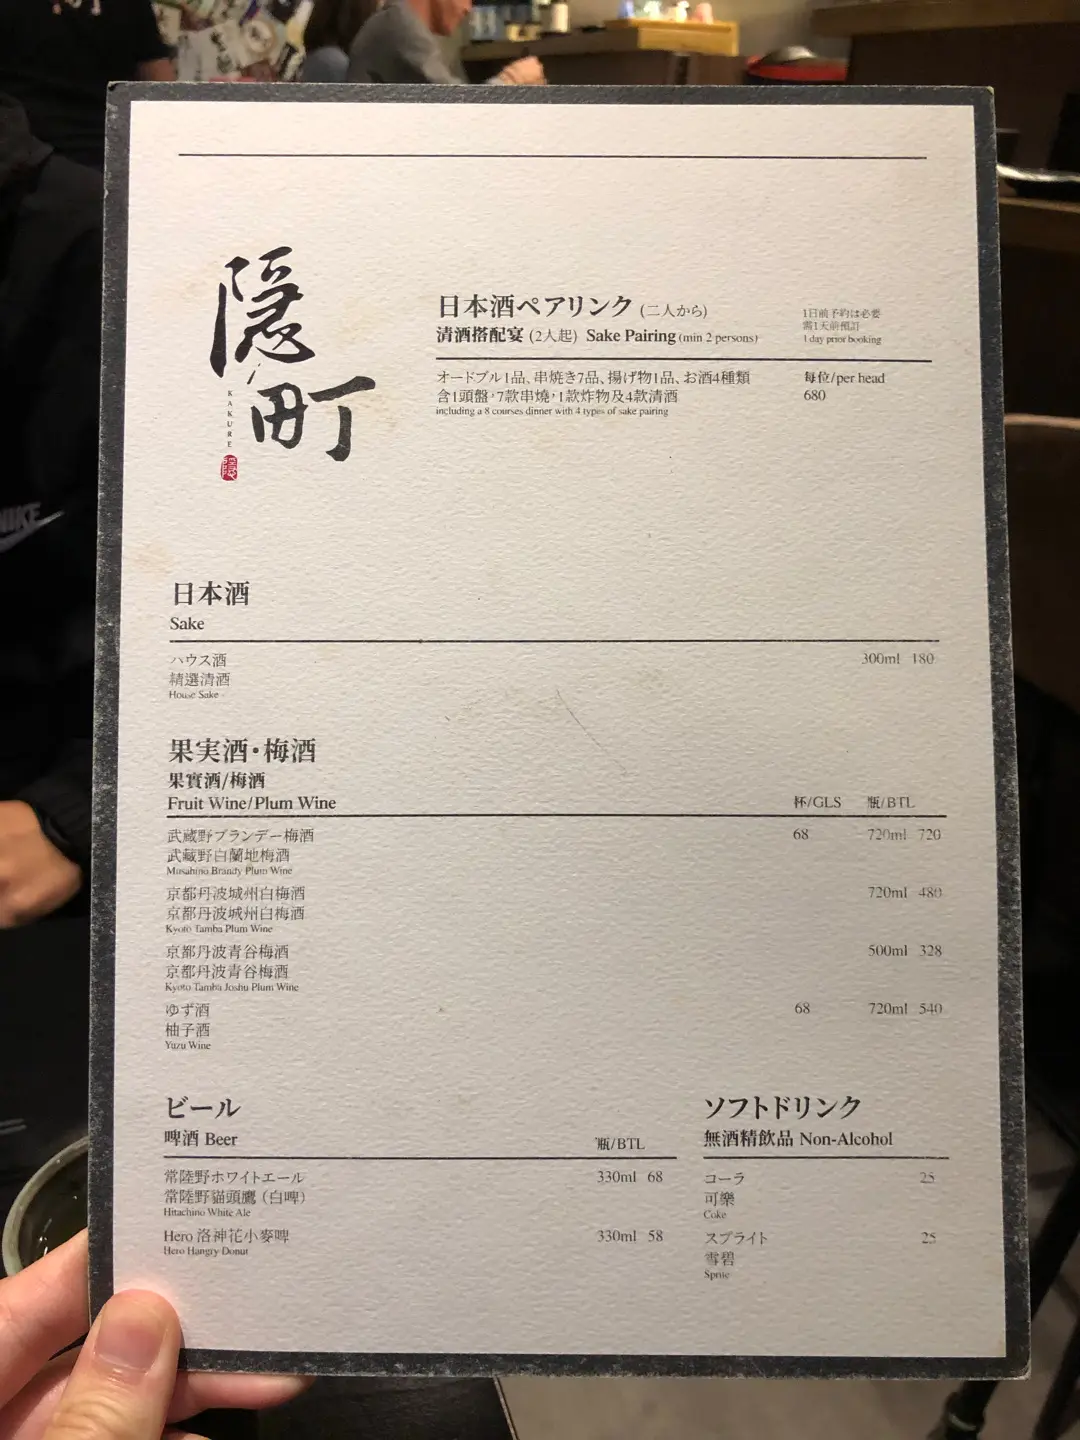 隠町
KAKURE
隠
日本酒ペアリンク (二人から)
清酒搭配宴 (2人起) Sake Pairing (min 2 persons)
1日前予約は必要
需1天前預訂
1 day prior booking
オードブル1品、串焼き7品、揚げ物1品、お酒4種類
含1頭盤，7款串燒，1款炸物及4款清酒
including a 8 courses dinner with 4 types of sake pairing
每位/per head
680
日本酒
Sake
ハウス酒 300ml 180
精選清酒
House Sake
果実酒・梅酒
果實酒/梅酒
Fruit Wine/Plum Wine 杯/GLS 瓶/BTL
武蔵野ブランデー梅酒 68 720ml 720
武藏野白蘭地梅酒
Musahino Brandy Plum Wine
京都丹波城州白梅酒 720ml 480
京都丹波城州白梅酒
Kyoto Tamba Plum Wine
京都丹波青谷梅酒 500ml 328
京都丹波青谷梅酒
Kyoto Tamba Joshu Plum Wine
ゆず酒 68 720ml 540
柚子酒
Yuzu Wine
ビール
啤酒 Beer 瓶/BTL
常陸野ホワイトエール 330ml 68
常陸野貓頭鷹（白啤）
Hitachino White Ale
Hero 洛神花小麥啤 330ml 58
Hero Hangry Donut
ソフトドリンク
無酒精飲品 Non-Alcohol
コーラ 25
可樂
Coke
スプライト 25
雪碧
Sprite
NIKE